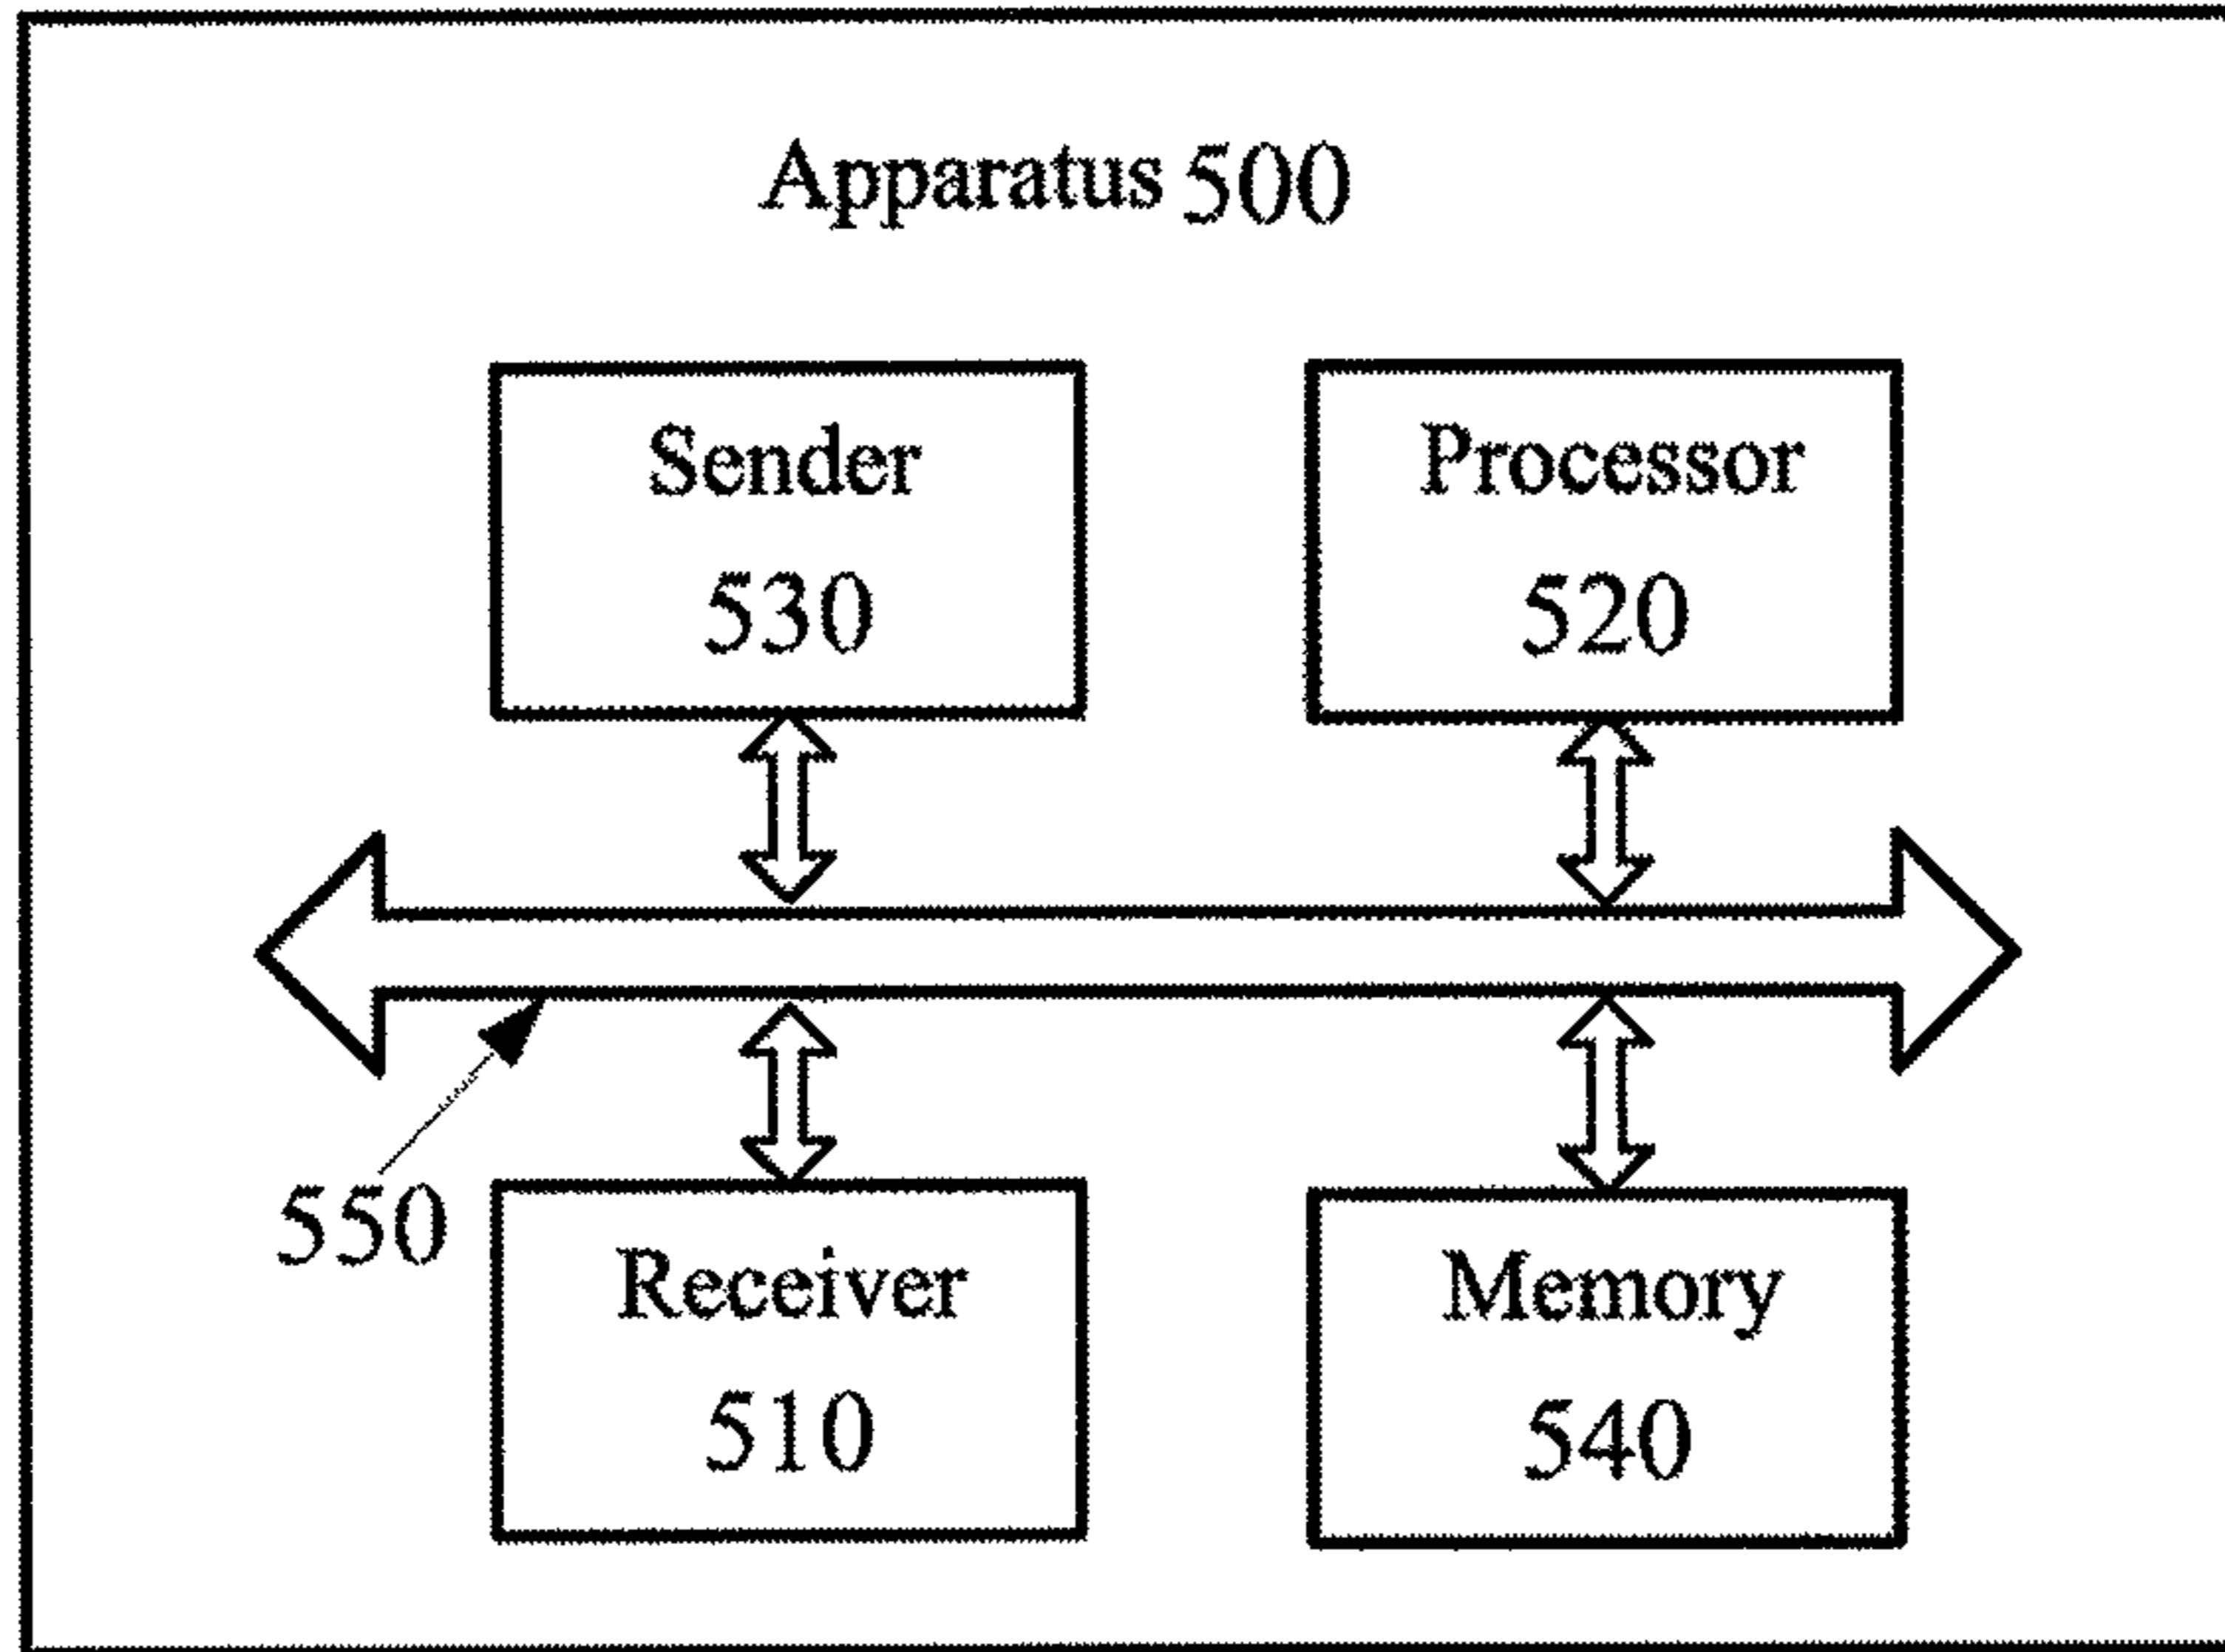 Apparatus 500
Sender
530
Processor
520
550
Receiver
510
Memory
540